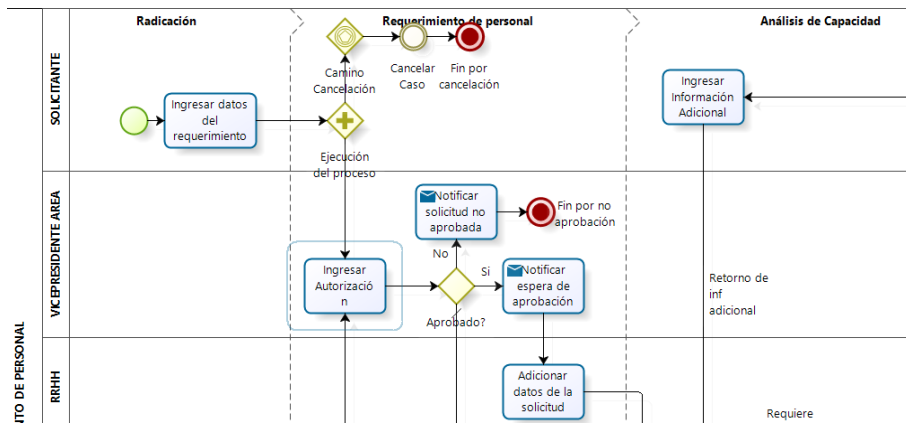 Radicación
Requerimiento de personal
Análisis de Capacidad
NTO DE PERSONAL
SOLICITANTE
Ingresar datos
del
requerimiento
Camino
Cancelación
Cancelar
Caso
Fin por
cancelación
Ejecución
del proceso
Ingresar
Información
Adicional
VICEPRESIDENTE AREA
Notificar
solicitud no
aprobada
Fin por no
aprobación
No
Ingresar
Autorizació
n
Si
Notificar
espera de
aprobación
Aprobado?
Retorno de
inf
adicional
RRHH
Adicionar
datos de la
solicitud
Requiere